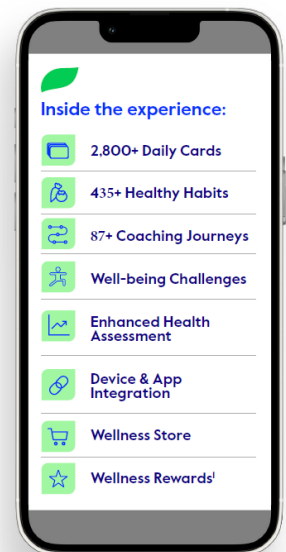 Inside the experience:
2,800+ Daily Cards
435+ Healthy Habits
87+ Coaching Journeys
Well-being Challenges
Enhanced Health
Assessment
Device & App
Integration
Wellness Store
Wellness Rewards¹